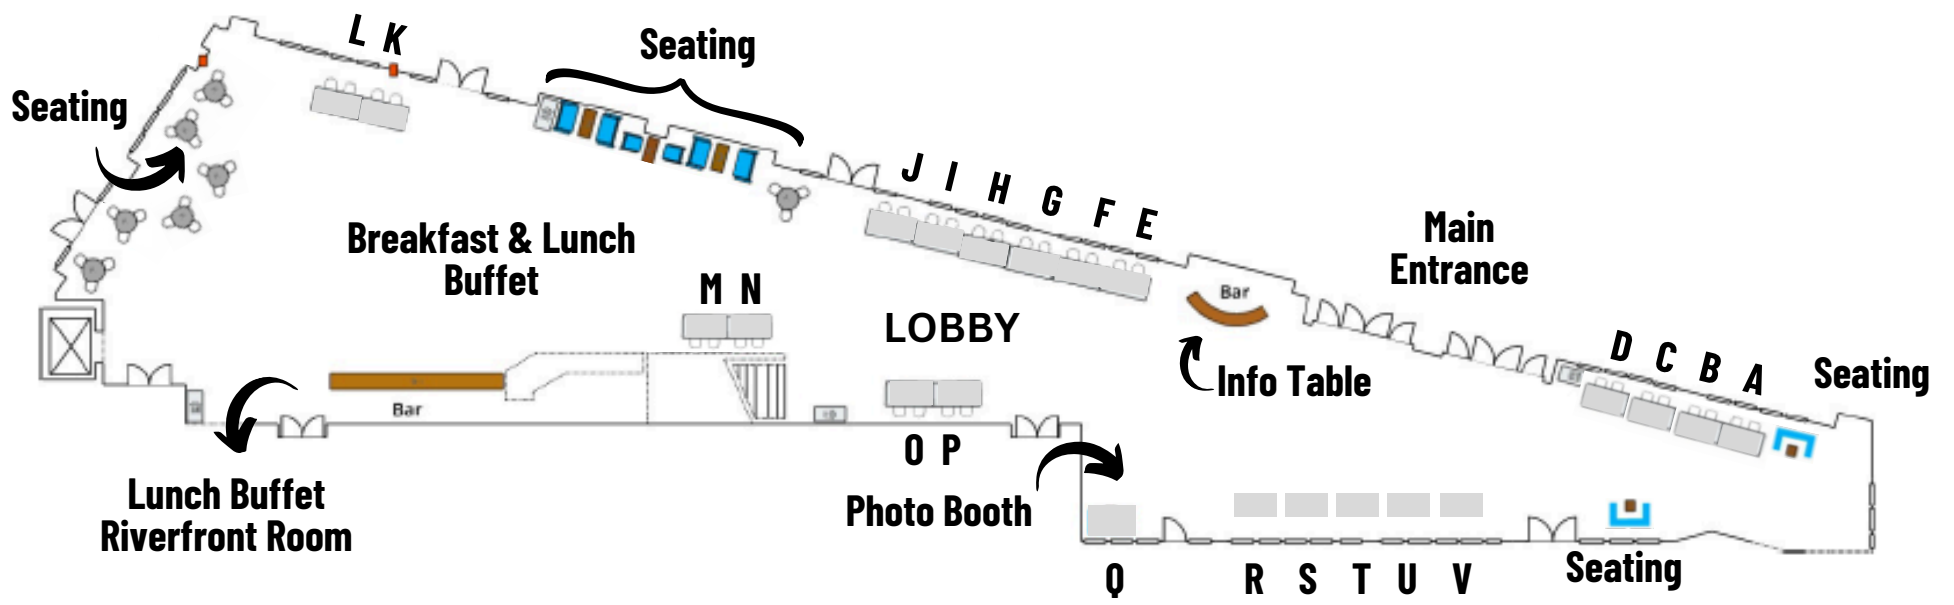 L K
Seating
Seating
J I H G F E
Main
Entrance
Breakfast & Lunch
Buffet
M N
LOBBY
Bar
Info Table
D C B A
Seating
Bar
O P
Lunch Buffet
Riverfront Room
Photo Booth
Q
R S T U V
Seating